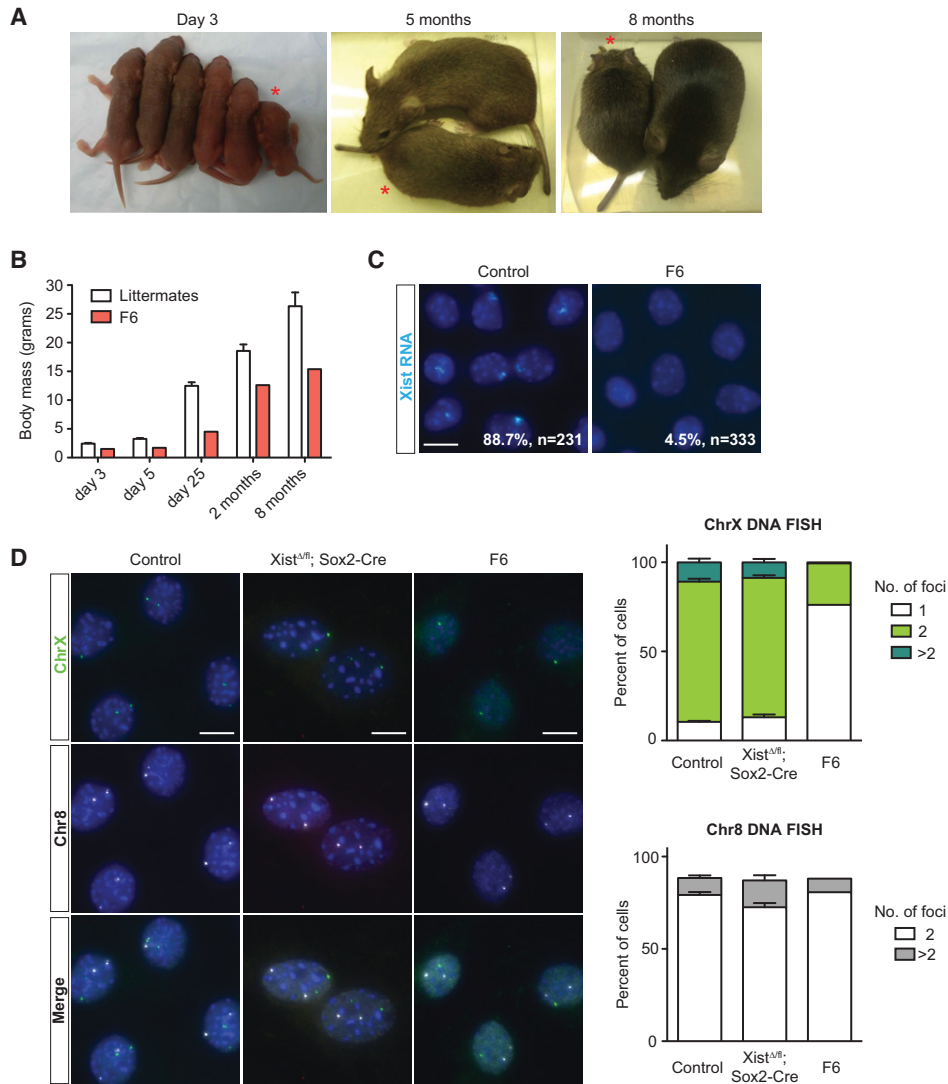 A
Day 3
5 months
8 months
*
*
*
B
Body mass (grams)
30
25
20
15
10
5
0
Littermates
F6
day 3
day 5
day 25
2 months
8 months
C
Control
F6
Xist RNA
88.7%, n=231
4.5%, n=333
D
Control
Xist^Δ/fl; Sox2-Cre
F6
ChrX
Chr8
Merge
ChrX DNA FISH
Percent of cells
100
50
0
No. of foci
1
2
>2
Control
Xist^Δ/fl;
Sox2-Cre
F6
Chr8 DNA FISH
Percent of cells
100
50
0
No. of foci
2
>2
Control
Xist^Δ/fl;
Sox2-Cre
F6